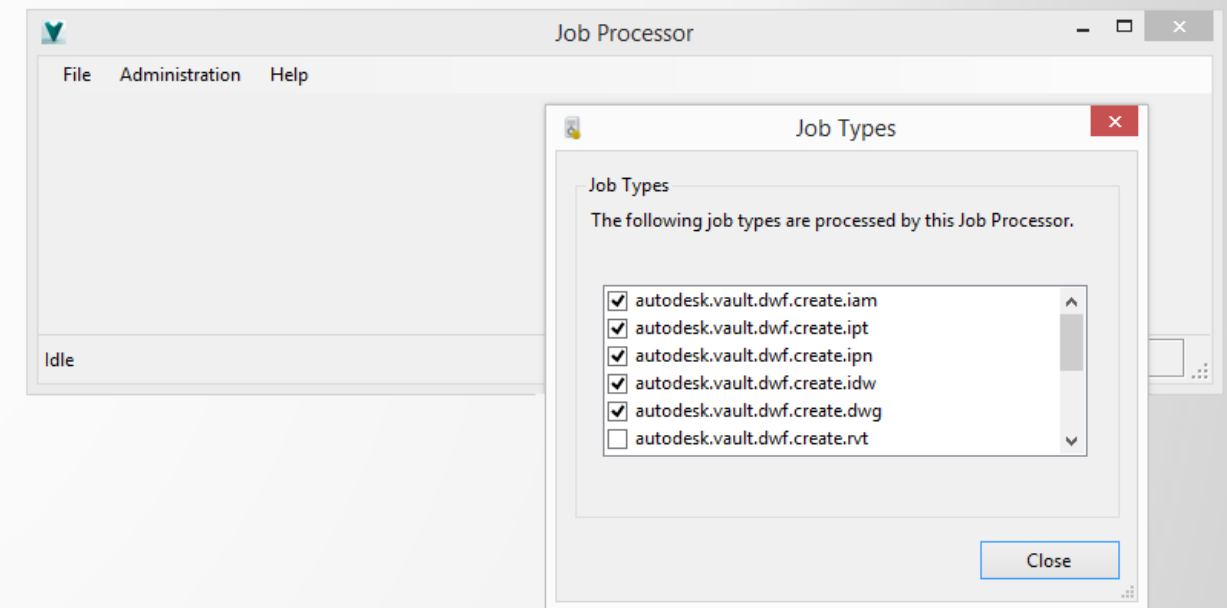 Job Processor
File Administration Help
Job Types
Job Types
The following job types are processed by this Job Processor.
autodesk.vault.dwf.create.iam
autodesk.vault.dwf.create.ipt
autodesk.vault.dwf.create.ipn
autodesk.vault.dwf.create.idw
autodesk.vault.dwf.create.dwg
autodesk.vault.dwf.create.rvt
Idle
Close